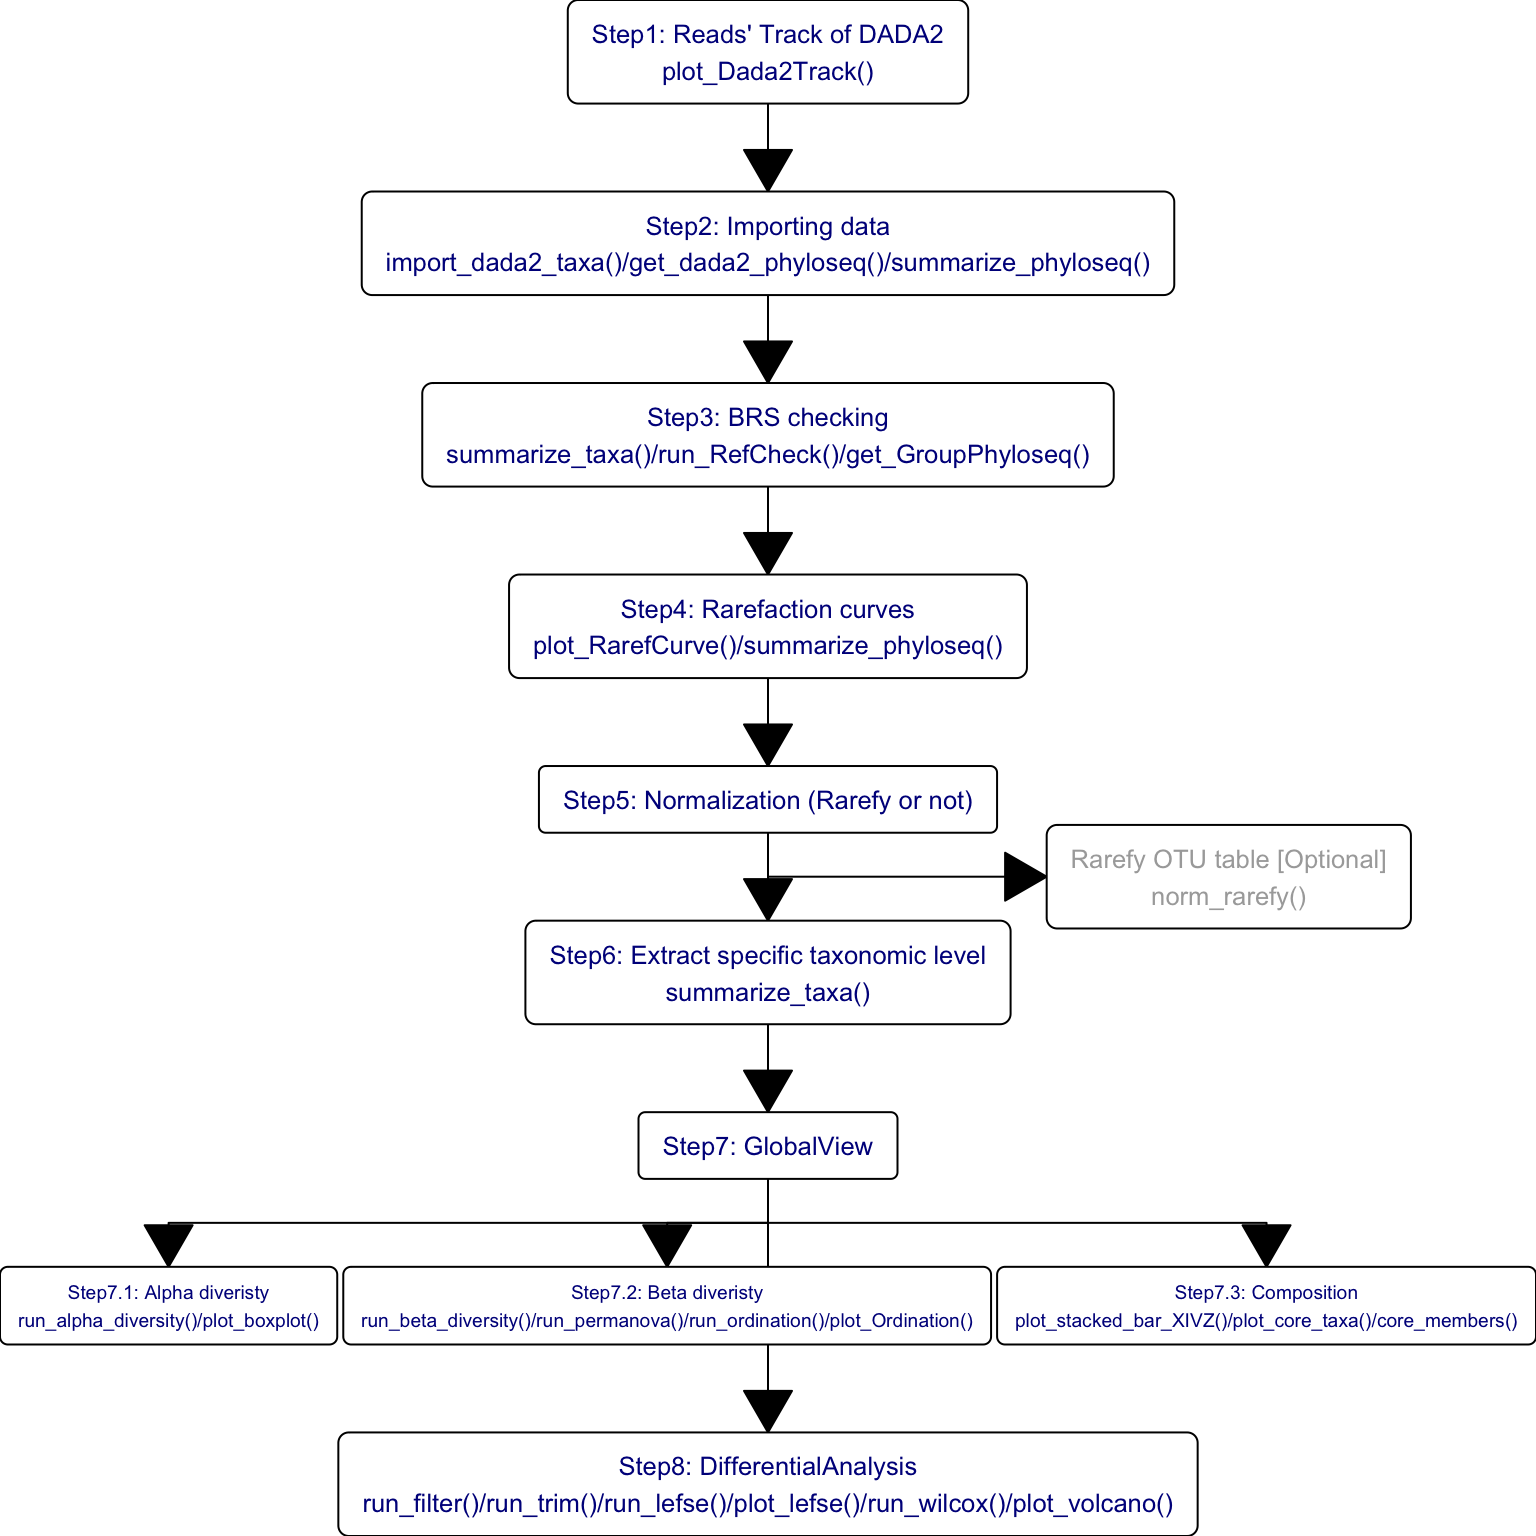 Step1: Reads' Track of DADA2
plot_Dada2Track()
Step2: Importing data
import_dada2_taxa()/get_dada2_phyloseq()/summarize_phyloseq()
Step3: BRS checking
summarize_taxa()/run_RefCheck()/get_GroupPhyloseq()
Step4: Rarefaction curves
plot_RarefCurve()/summarize_phyloseq()
Step5: Normalization (Rarefy or not)
Rarefy OTU table [Optional]
norm_rarefy()
Step6: Extract specific taxonomic level
summarize_taxa()
Step7: GlobalView
Step7.1: Alpha diveristy
run_alpha_diversity()/plot_boxplot()
Step7.2: Beta diveristy
run_beta_diversity()/run_permanova()/run_ordination()/plot_Ordination()
Step7.3: Composition
plot_stacked_bar_XIVZ()/plot_core_taxa()/core_members()
Step8: DifferentialAnalysis
run_filter()/run_trim()/run_lefse()/plot_lefse()/run_wilcox()/plot_volcano()